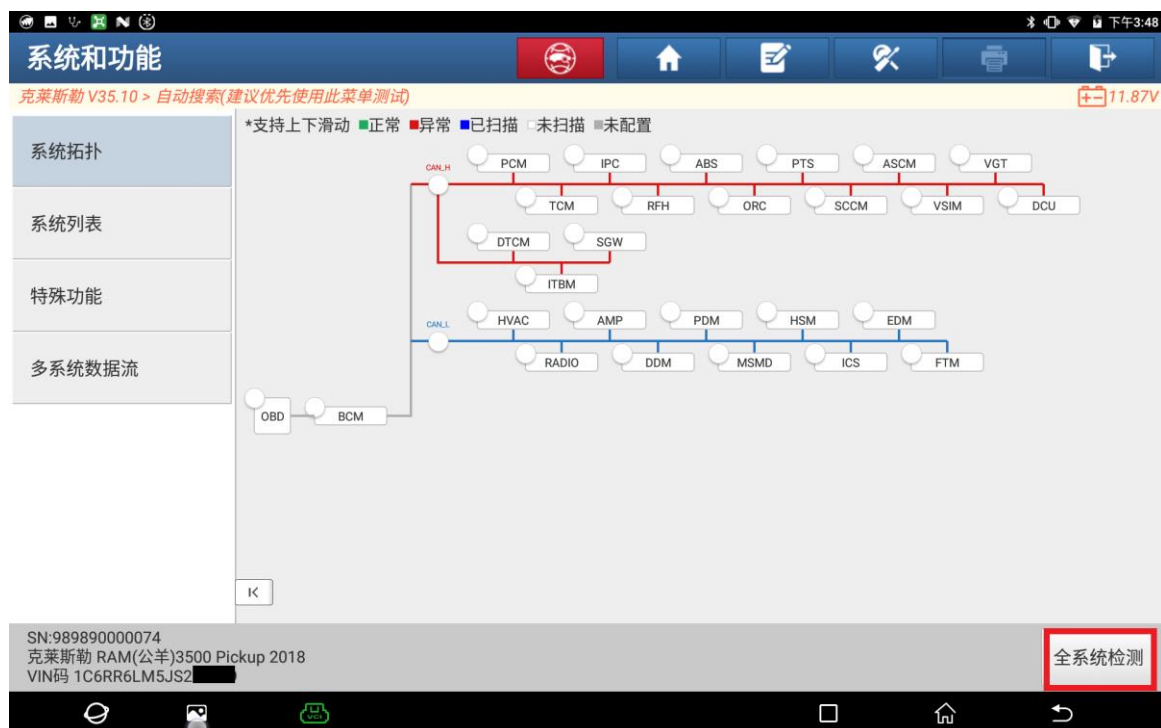 下午3:48
系统和功能
克莱斯勒 V35.10 > 自动搜索(建议优先使用此菜单测试)
11.87V
系统拓扑
系统列表
特殊功能
多系统数据流
*支持上下滑动 正常 异常 已扫描 未扫描 未配置
CAN_H
PCM IPC ABS PTS ASCM VGT
TCM RFH ORC SCCM VSIM DCU
DTCM SGW
ITBM
CAN_L
HVAC AMP PDM HSM EDM
RADIO DDM MSMD ICS FTM
OBD BCM
SN:989890000074
克莱斯勒 RAM(公羊)3500 Pickup 2018
VIN码 1C6RR6LM5JS2
全系统检测
VCI